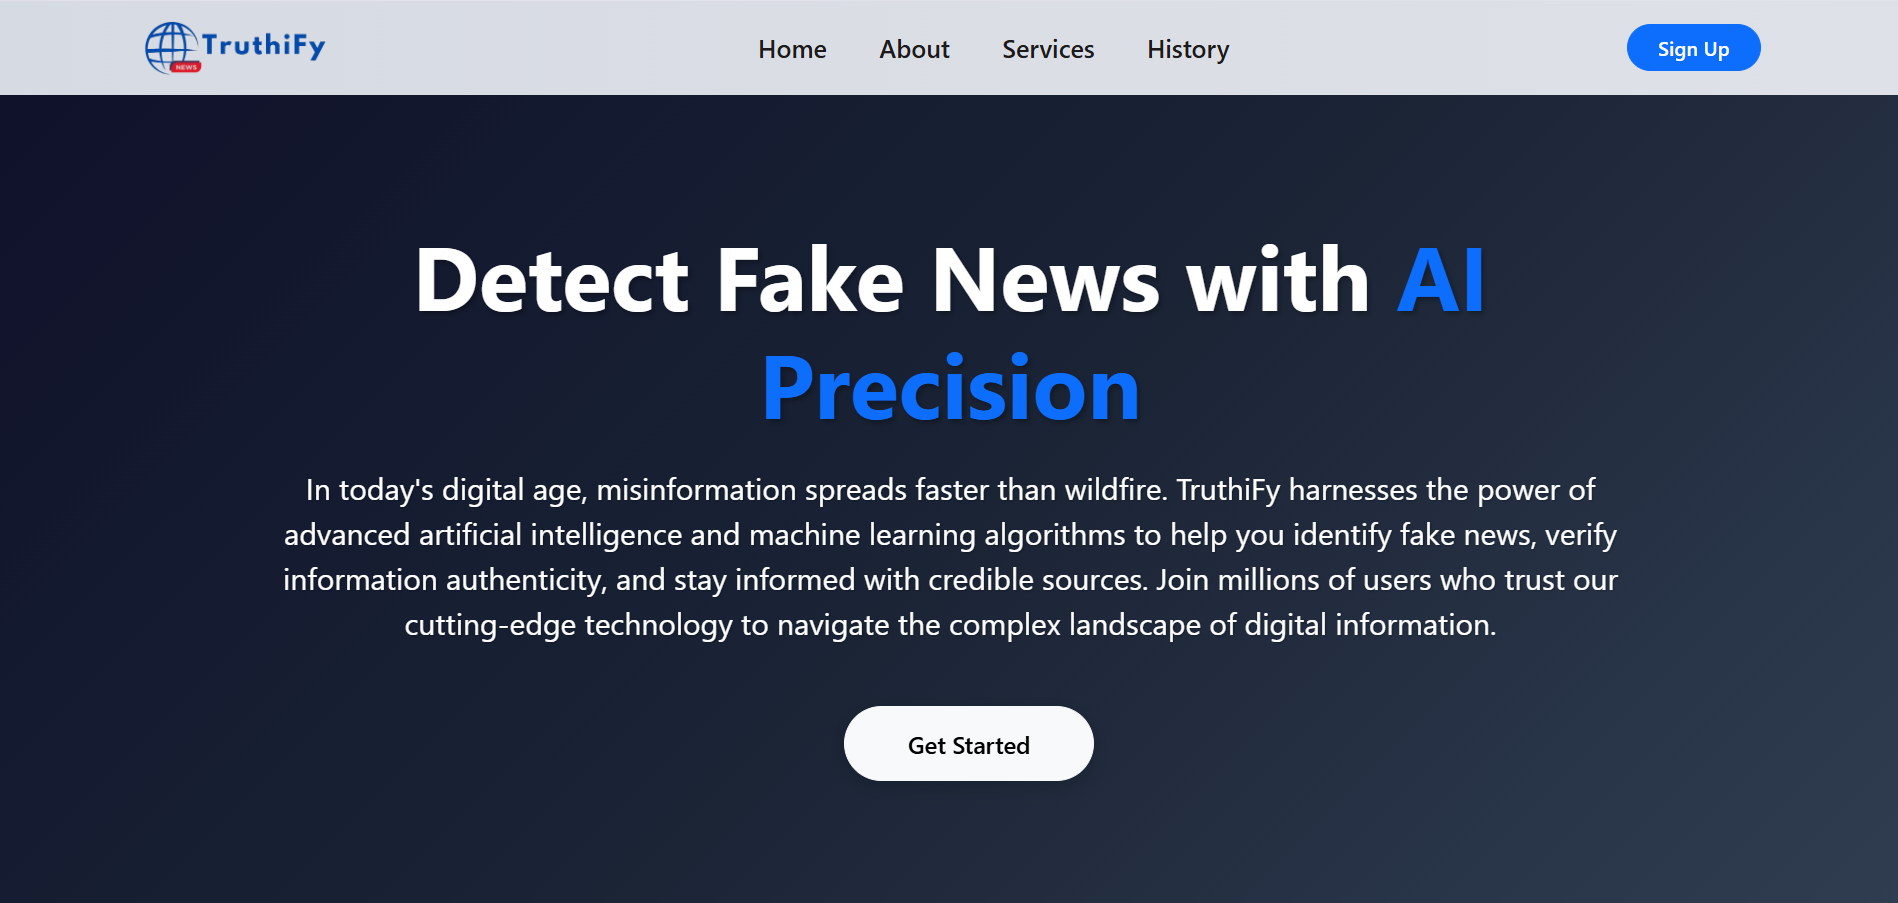 TruthiFy
NEWS
Home
About
Services
History
Sign Up
Detect Fake News with AI
Precision
In today's digital age, misinformation spreads faster than wildfire. TruthiFy harnesses the power of
advanced artificial intelligence and machine learning algorithms to help you identify fake news, verify
information authenticity, and stay informed with credible sources. Join millions of users who trust our
cutting-edge technology to navigate the complex landscape of digital information.
Get Started